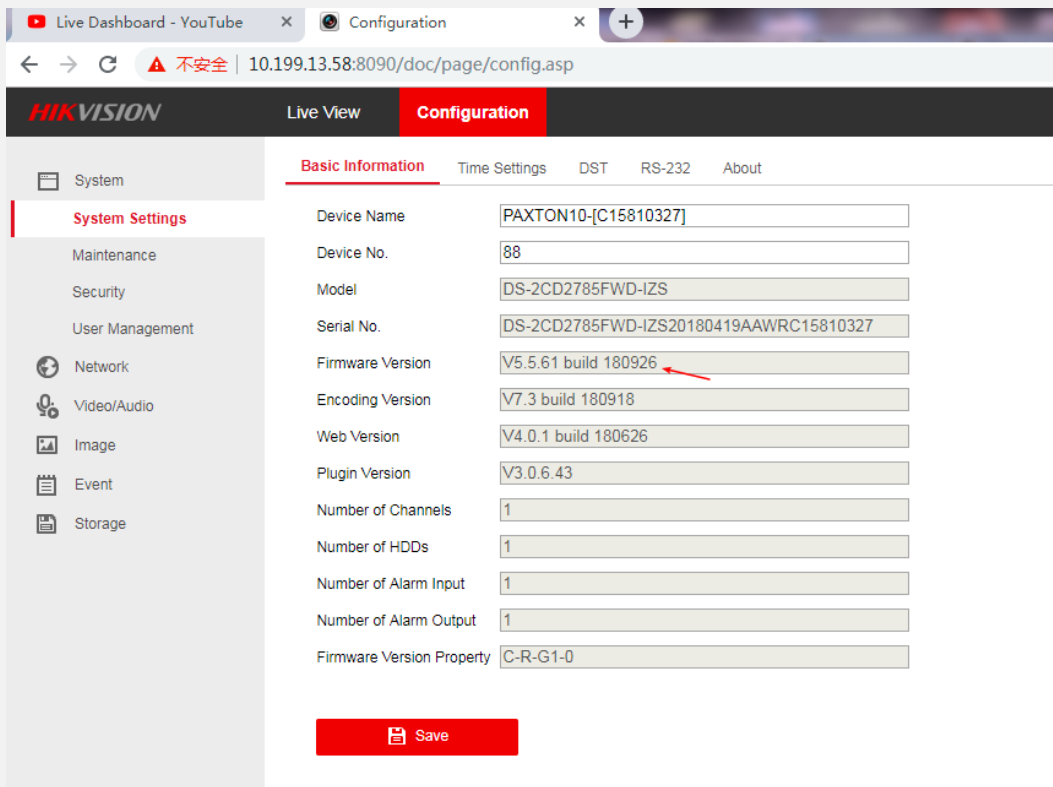 Live Dashboard - YouTube
Configuration
不安全 | 10.199.13.58:8090/doc/page/config.asp
HIKVISION
Live View
Configuration
System
System Settings
Maintenance
Security
User Management
Network
Video/Audio
Image
Event
Storage
Basic Information Time Settings DST RS-232 About
Device Name PAXTON10-[C15810327]
Device No. 88
Model DS-2CD2785FWD-IZS
Serial No. DS-2CD2785FWD-IZS20180419AAWRC15810327
Firmware Version V5.5.61 build 180926
Encoding Version V7.3 build 180918
Web Version V4.0.1 build 180626
Plugin Version V3.0.6.43
Number of Channels 1
Number of HDDs 1
Number of Alarm Input 1
Number of Alarm Output 1
Firmware Version Property C-R-G1-0
Save